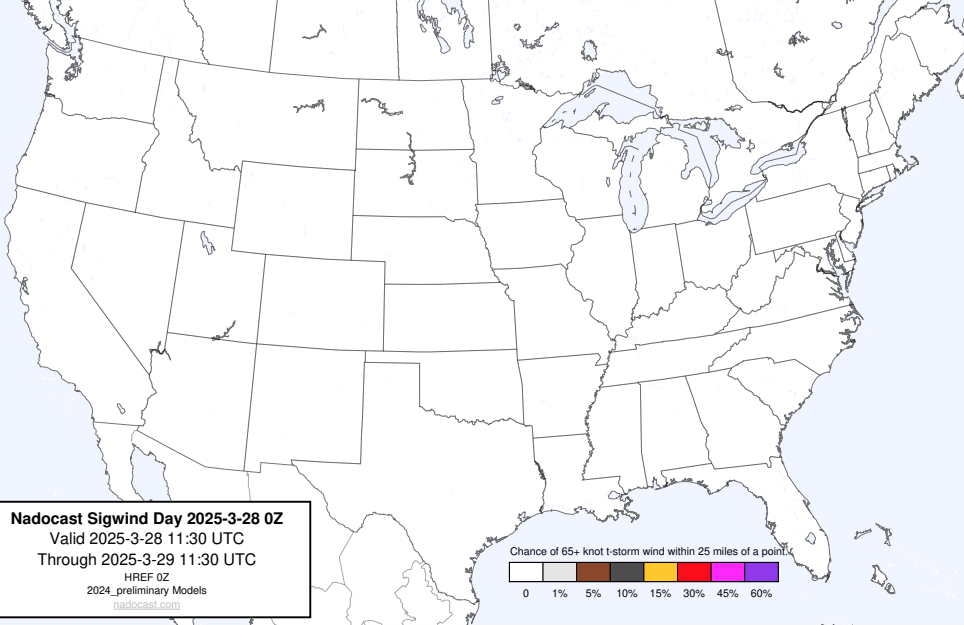 Nadocast Sigwind Day 2025-3-28 0Z
Valid 2025-3-28 11:30 UTC
Through 2025-3-29 11:30 UTC
HREF 0Z
2024_preliminary Models
nadocast.com
Chance of 65+ knot t-storm wind within 25 miles of a point.
0 1% 5% 10% 15% 30% 45% 60%